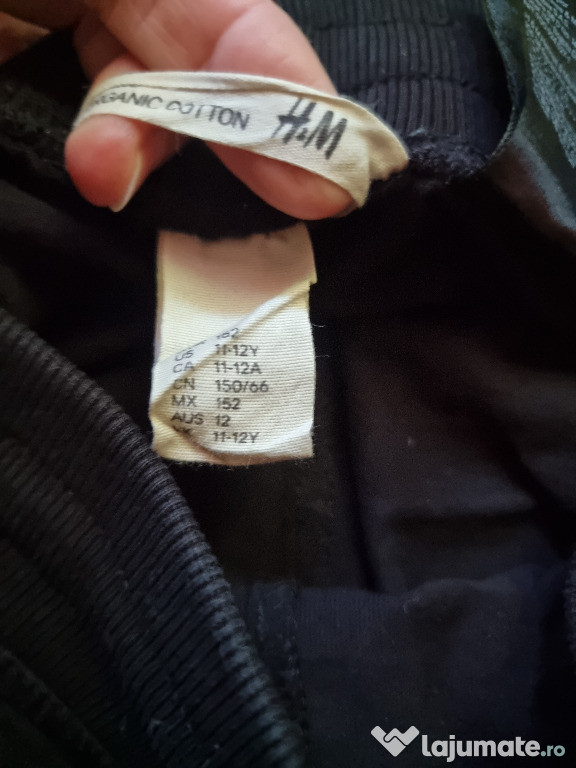 ORGANIC COTTON H&M
152
US 11-12Y
CA 11-12A
CN 150/66
MX 152
AUS 12
11-12Y
lajumate.ro